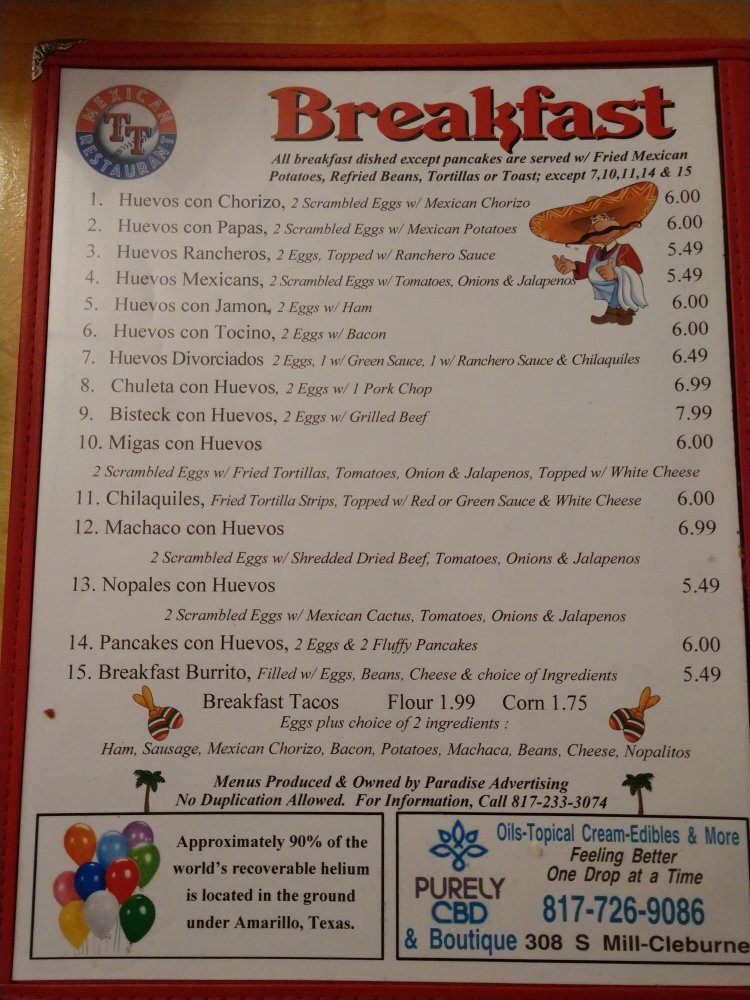 MEXICAN
TT
RESTAURANT
Breakfast
All breakfast dished except pancakes are served w/ Fried Mexican
Potatoes, Refried Beans, Tortillas or Toast; except 7,10,11,14 & 15
1. Huevos con Chorizo, 2 Scrambled Eggs w/ Mexican Chorizo 6.00
2. Huevos con Papas, 2 Scrambled Eggs w/ Mexican Potatoes 6.00
3. Huevos Rancheros, 2 Eggs, Topped w/ Ranchero Sauce 5.49
4. Huevos Mexicans, 2 Scrambled Eggs w/ Tomatoes, Onions & Jalapenos 5.49
5. Huevos con Jamon, 2 Eggs w/ Ham 6.00
6. Huevos con Tocino, 2 Eggs w/ Bacon 6.00
7. Huevos Divorciados 2 Eggs, 1 w/ Green Sauce, 1 w/ Ranchero Sauce & Chilaquiles 6.49
8. Chuleta con Huevos, 2 Eggs w/ 1 Pork Chop 6.99
9. Bisteck con Huevos, 2 Eggs w/ Grilled Beef 7.99
10. Migas con Huevos 6.00
2 Scrambled Eggs w/ Fried Tortillas, Tomatoes, Onion & Jalapenos, Topped w/ White Cheese
11. Chilaquiles, Fried Tortilla Strips, Topped w/ Red or Green Sauce & White Cheese 6.00
12. Machaco con Huevos 6.99
2 Scrambled Eggs w/ Shredded Dried Beef, Tomatoes, Onions & Jalapenos
13. Nopales con Huevos 5.49
2 Scrambled Eggs w/ Mexican Cactus, Tomatoes, Onions & Jalapenos
14. Pancakes con Huevos, 2 Eggs & 2 Fluffy Pancakes 6.00
15. Breakfast Burrito, Filled w/ Eggs, Beans, Cheese & choice of Ingredients 5.49
Breakfast Tacos Flour 1.99 Corn 1.75
Eggs plus choice of 2 ingredients :
Ham, Sausage, Mexican Chorizo, Bacon, Potatoes, Machaca, Beans, Cheese, Nopalitos
Menus Produced & Owned by Paradise Advertising
No Duplication Allowed. For Information, Call 817-233-3074
Approximately 90% of the
world's recoverable helium
is located in the ground
under Amarillo, Texas.
Oils-Topical Cream-Edibles & More
Feeling Better
One Drop at a Time
PURELY
CBD
817-726-9086
& Boutique 308 S Mill-Cleburne